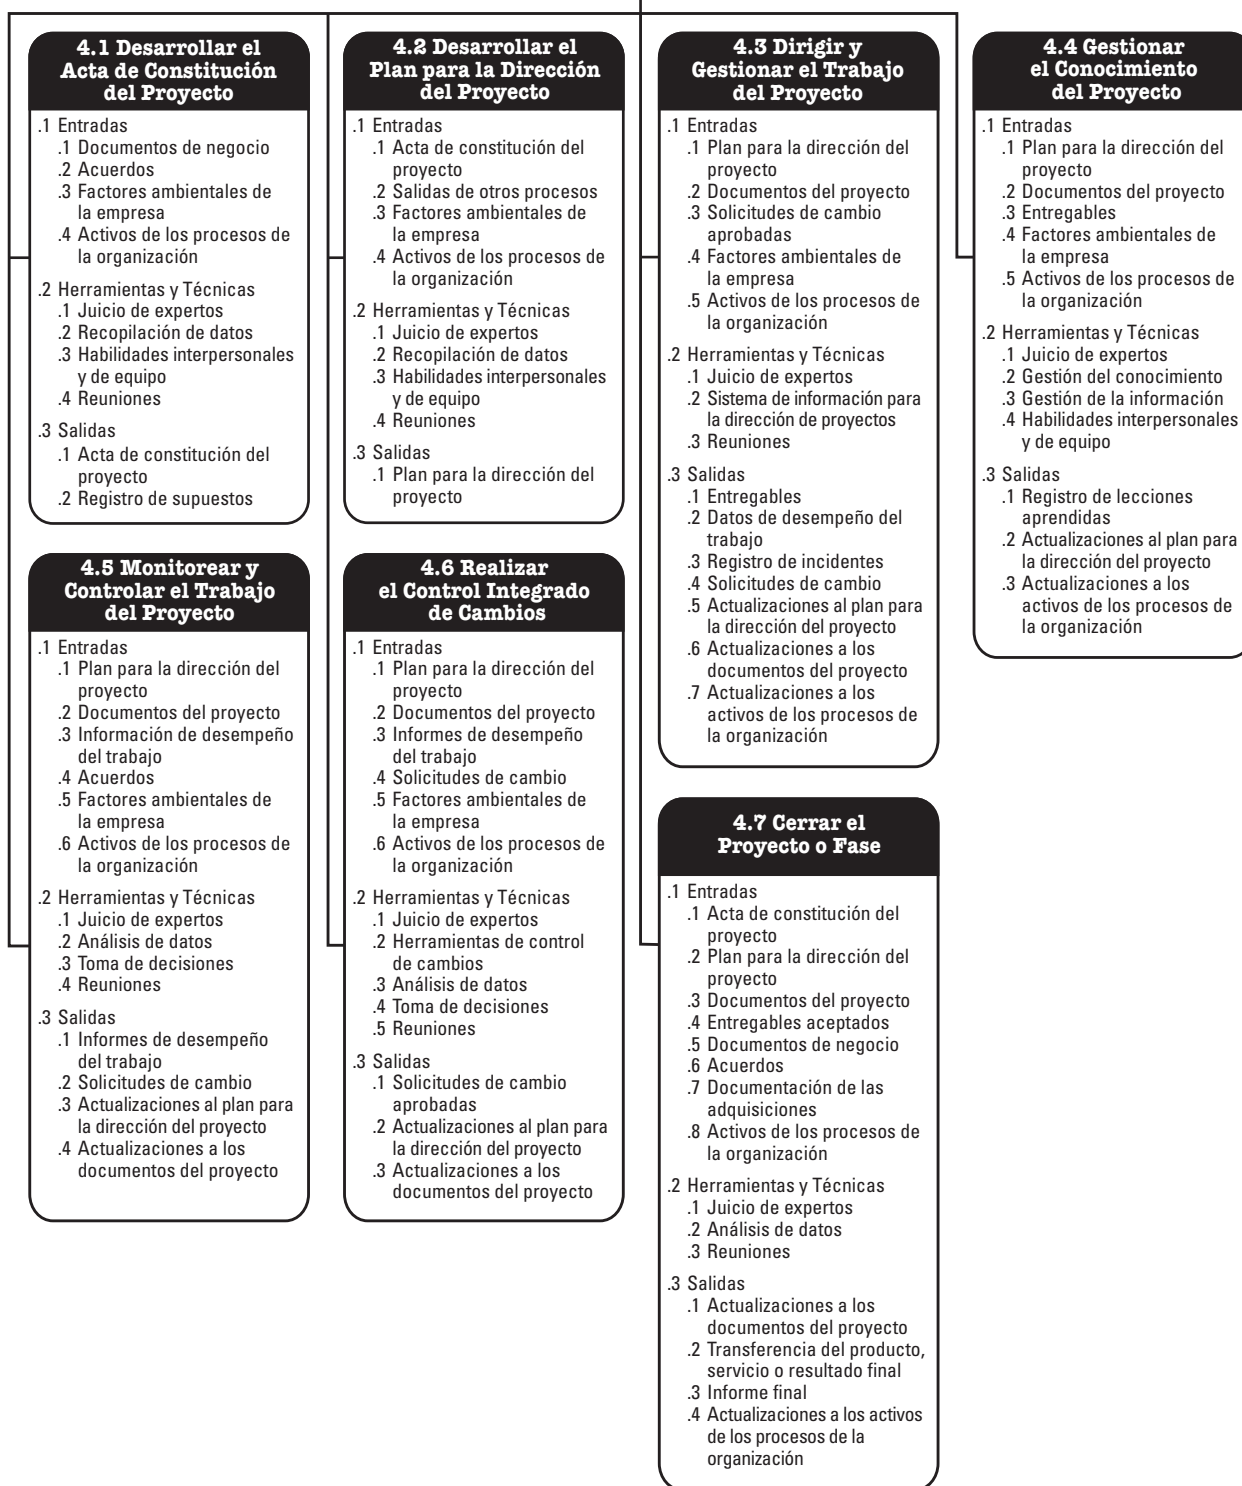 4.1 Desarrollar el
Acta de Constitución
del Proyecto
.1 Entradas
.1 Documentos de negocio
.2 Acuerdos
.3 Factores ambientales de
la empresa
.4 Activos de los procesos de
la organización
.2 Herramientas y Técnicas
.1 Juicio de expertos
.2 Recopilación de datos
.3 Habilidades interpersonales
y de equipo
.4 Reuniones
.3 Salidas
.1 Acta de constitución del
proyecto
.2 Registro de supuestos
4.2 Desarrollar el
Plan para la Dirección
del Proyecto
.1 Entradas
.1 Acta de constitución del
proyecto
.2 Salidas de otros procesos
.3 Factores ambientales de
la empresa
.4 Activos de los procesos de
la organización
.2 Herramientas y Técnicas
.1 Juicio de expertos
.2 Recopilación de datos
.3 Habilidades interpersonales
y de equipo
.4 Reuniones
.3 Salidas
.1 Plan para la dirección del
proyecto
4.3 Dirigir y
Gestionar el Trabajo
del Proyecto
.1 Entradas
.1 Plan para la dirección del
proyecto
.2 Documentos del proyecto
.3 Solicitudes de cambio
aprobadas
.4 Factores ambientales de
la empresa
.5 Activos de los procesos de
la organización
.2 Herramientas y Técnicas
.1 Juicio de expertos
.2 Sistema de información para
la dirección de proyectos
.3 Reuniones
.3 Salidas
.1 Entregables
.2 Datos de desempeño del
trabajo
.3 Registro de incidentes
.4 Solicitudes de cambio
.5 Actualizaciones al plan para
la dirección del proyecto
.6 Actualizaciones a los
documentos del proyecto
.7 Actualizaciones a los
activos de los procesos de
la organización
4.4 Gestionar
el Conocimiento
del Proyecto
.1 Entradas
.1 Plan para la dirección del
proyecto
.2 Documentos del proyecto
.3 Entregables
.4 Factores ambientales de
la empresa
.5 Activos de los procesos de
la organización
.2 Herramientas y Técnicas
.1 Juicio de expertos
.2 Gestión del conocimiento
.3 Gestión de la información
.4 Habilidades interpersonales
y de equipo
.3 Salidas
.1 Registro de lecciones
aprendidas
.2 Actualizaciones al plan para
la dirección del proyecto
.3 Actualizaciones a los
activos de los procesos de
la organización
4.5 Monitorear y
Controlar el Trabajo
del Proyecto
.1 Entradas
.1 Plan para la dirección del
proyecto
.2 Documentos del proyecto
.3 Información de desempeño
del trabajo
.4 Acuerdos
.5 Factores ambientales de
la empresa
.6 Activos de los procesos de
la organización
.2 Herramientas y Técnicas
.1 Juicio de expertos
.2 Análisis de datos
.3 Toma de decisiones
.4 Reuniones
.3 Salidas
.1 Informes de desempeño
del trabajo
.2 Solicitudes de cambio
.3 Actualizaciones al plan para
la dirección del proyecto
.4 Actualizaciones a los
documentos del proyecto
4.6 Realizar
el Control Integrado
de Cambios
.1 Entradas
.1 Plan para la dirección del
proyecto
.2 Documentos del proyecto
.3 Informes de desempeño
del trabajo
.4 Solicitudes de cambio
.5 Factores ambientales de
la empresa
.6 Activos de los procesos de
la organización
.2 Herramientas y Técnicas
.1 Juicio de expertos
.2 Herramientas de control
de cambios
.3 Análisis de datos
.4 Toma de decisiones
.5 Reuniones
.3 Salidas
.1 Solicitudes de cambio
aprobadas
.2 Actualizaciones al plan para
la dirección del proyecto
.3 Actualizaciones a los
documentos del proyecto
4.7 Cerrar el
Proyecto o Fase
.1 Entradas
.1 Acta de constitución del
proyecto
.2 Plan para la dirección del
proyecto
.3 Documentos del proyecto
.4 Entregables aceptados
.5 Documentos de negocio
.6 Acuerdos
.7 Documentación de las
adquisiciones
.8 Activos de los procesos de
la organización
.2 Herramientas y Técnicas
.1 Juicio de expertos
.2 Análisis de datos
.3 Reuniones
.3 Salidas
.1 Actualizaciones a los
documentos del proyecto
.2 Transferencia del producto,
servicio o resultado final
.3 Informe final
.4 Actualizaciones a los activos
de los procesos de la
organización